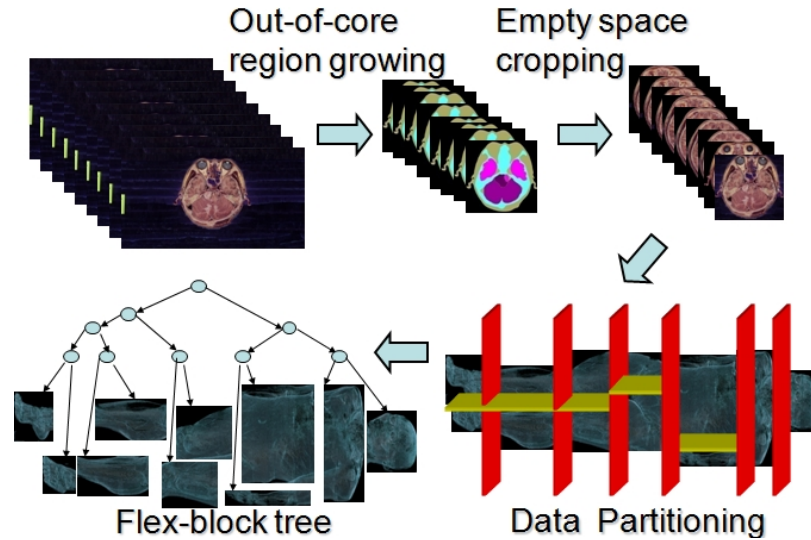 Out-of-core
region growing
Empty space
cropping
Flex-block tree
Data Partitioning